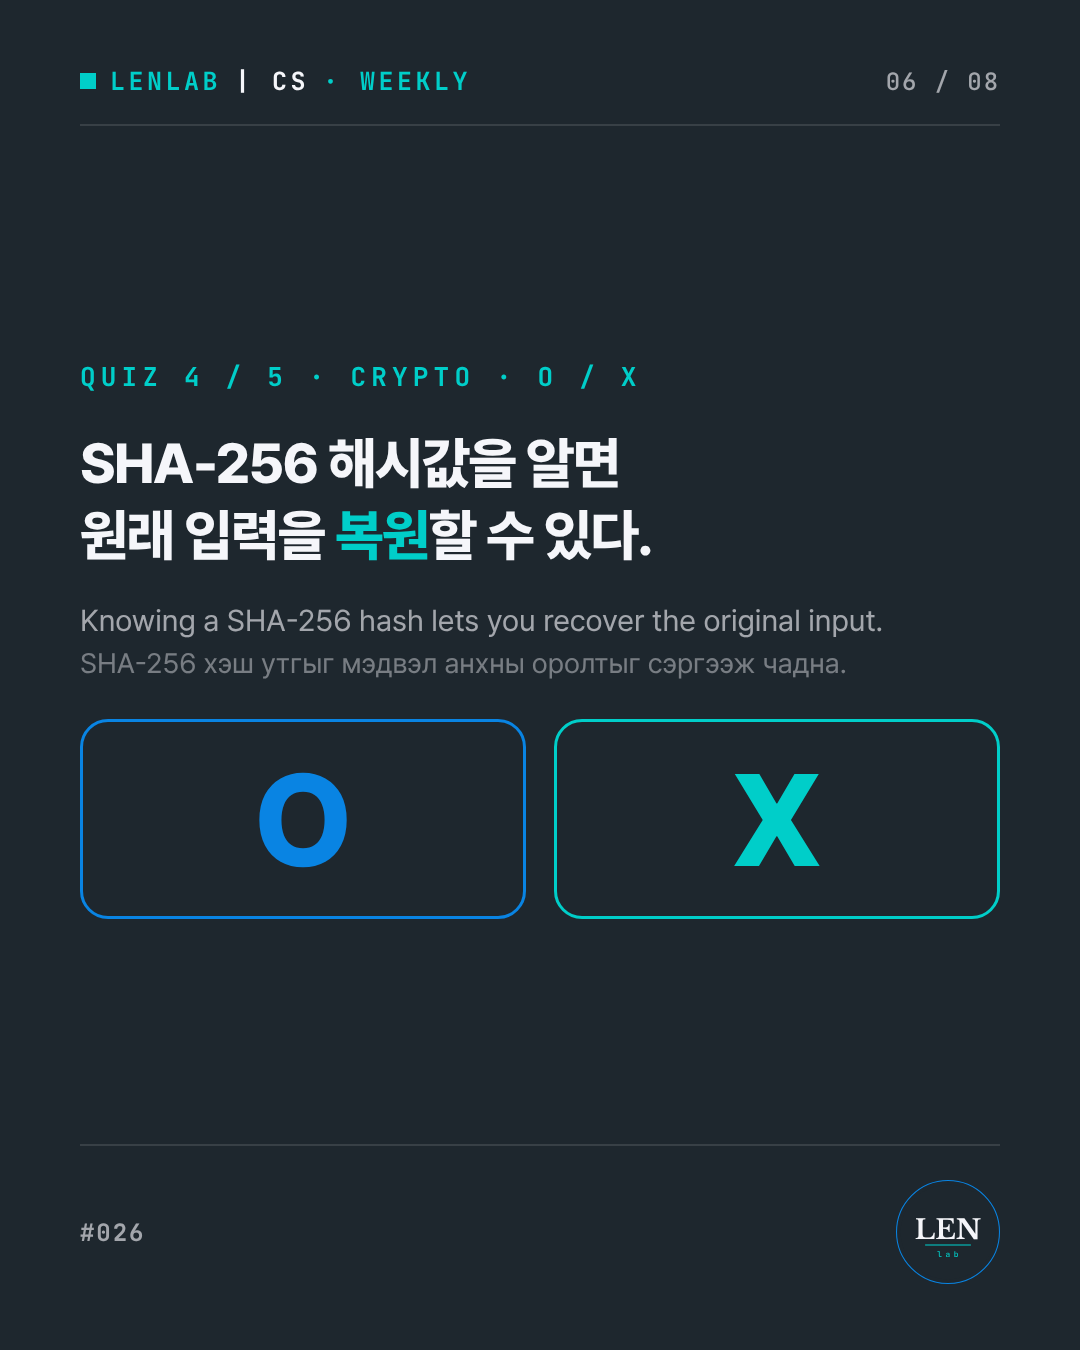 LENLAB | CS · WEEKLY
06 / 08
QUIZ 4 / 5 · CRYPTO · O / X
SHA-256 해시값을 알면
원래 입력을 복원할 수 있다.
Knowing a SHA-256 hash lets you recover the original input.
SHA-256 хэш утгыг мэдвэл анхны оролтыг сэргээж чадна.
O
X
#026
LEN
lab